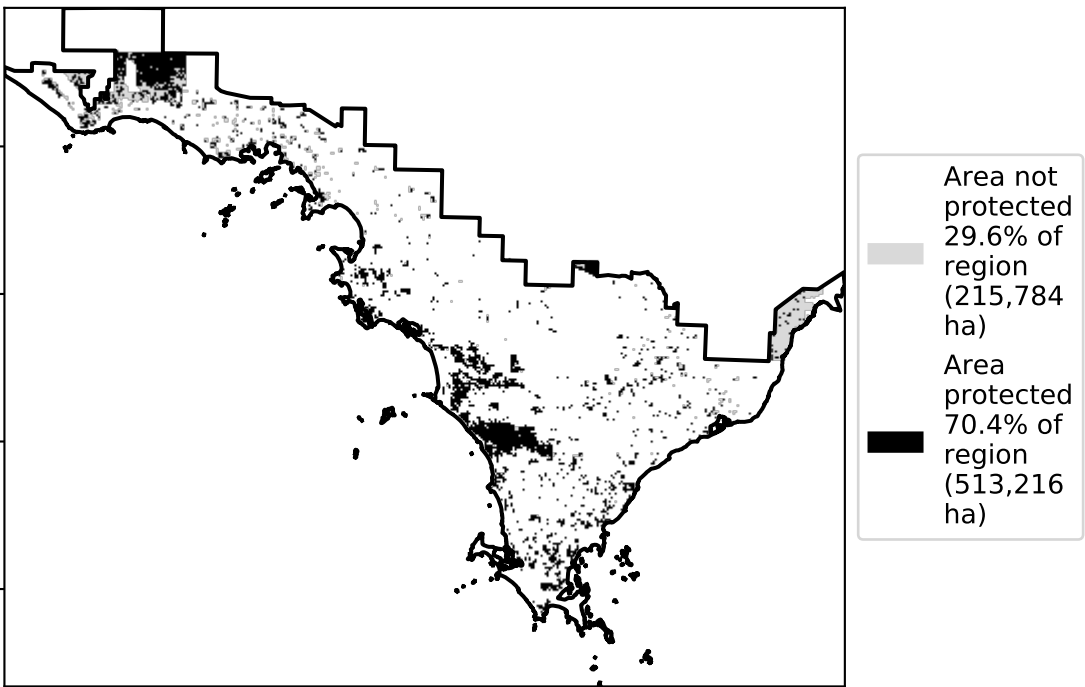 Area not
protected
29.6% of
region
(215,784
ha)
Area
protected
70.4% of
region
(513,216
ha)